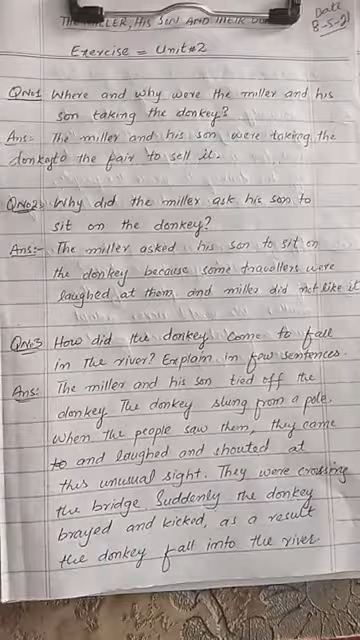 THE MILLER, HIS SON AND THEIR
Date
8-5-21
Exercise = Unit#2
QNo1 Where and why were the miller and his
son taking the donkey?
Ans:- The miller and his son were taking the
donkey to the fair to sell it.
QNo2: Why did the miller ask his son to
sit on the donkey?
Ans:- The miller asked his son to sit on
the donkey because some travellers were
laughed at them and miller did not like it
QNo3 How did the donkey come to fall
in the river? Explain in few sentences.
Ans: The miller and his son tied off the
donkey. The donkey slung from a pole.
When the people saw them, they came
to and laughed and shouted at
this unusual sight. They were crossing
the bridge. Suddenly the donkey
brayed and kicked, as a result
the donkey fall into the river.